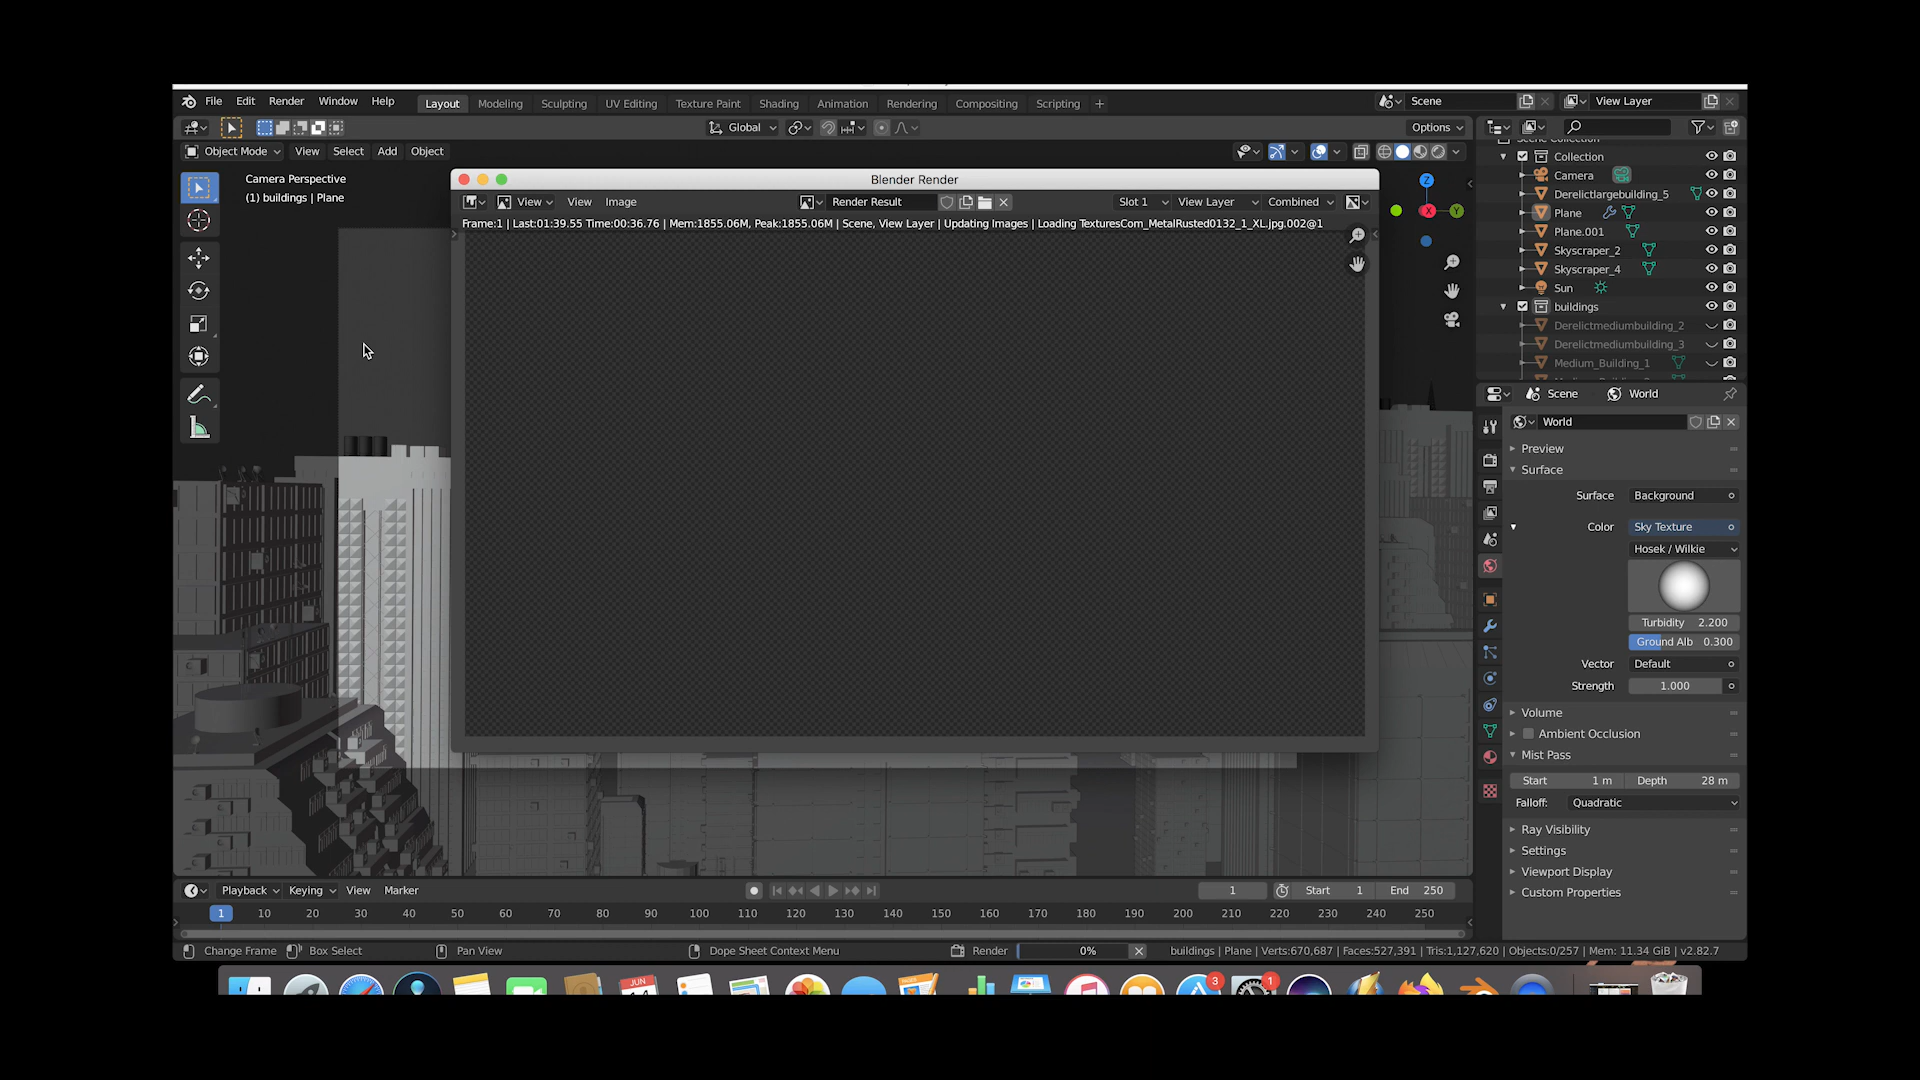 File Edit Render Window Help Layout Modeling Sculpting UV Editing Texture Paint Shading Animation Rendering Compositing Scripting + Scene View Layer
Global Options
Object Mode View Select Add Object
Camera Perspective
(1) buildings | Plane
Blender Render
View View Image Render Result Slot 1 View Layer Combined
Frame:1 | Last:01:39.55 Time:00:36.76 | Mem:1855.06M, Peak:1855.06M | Scene, View Layer | Updating Images | Loading TexturesCom_MetalRusted0132_1_XL.jpg.002@1
Z
X
Y
Collection
Camera
Derelictlargebuilding_5
Plane
Plane.001
Skyscraper_2
Skyscraper_4
Sun
buildings
Derelictmediumbuilding_2
Derelictmediumbuilding_3
Medium_Building_1
Scene World
World
Preview
Surface
Surface Background
Color Sky Texture
Hosek / Wilkie
Turbidity 2.200
Ground Alb 0.300
Vector Default
Strength 1.000
Volume
Ambient Occlusion
Mist Pass
Start 1 m Depth 28 m
Falloff: Quadratic
Ray Visibility
Settings
Viewport Display
Custom Properties
Playback Keying View Marker 1 Start 1 End 250
1 10 20 30 40 50 60 70 80 90 100 110 120 130 140 150 160 170 180 190 200 210 220 230 240 250
Change Frame Box Select Pan View Dope Sheet Context Menu Render 0% buildings | Plane | Verts:670,687 | Faces:527,391 | Tris:1,127,620 | Objects:0/257 | Mem: 11.34 GiB | v2.82.7
JUN
3
1